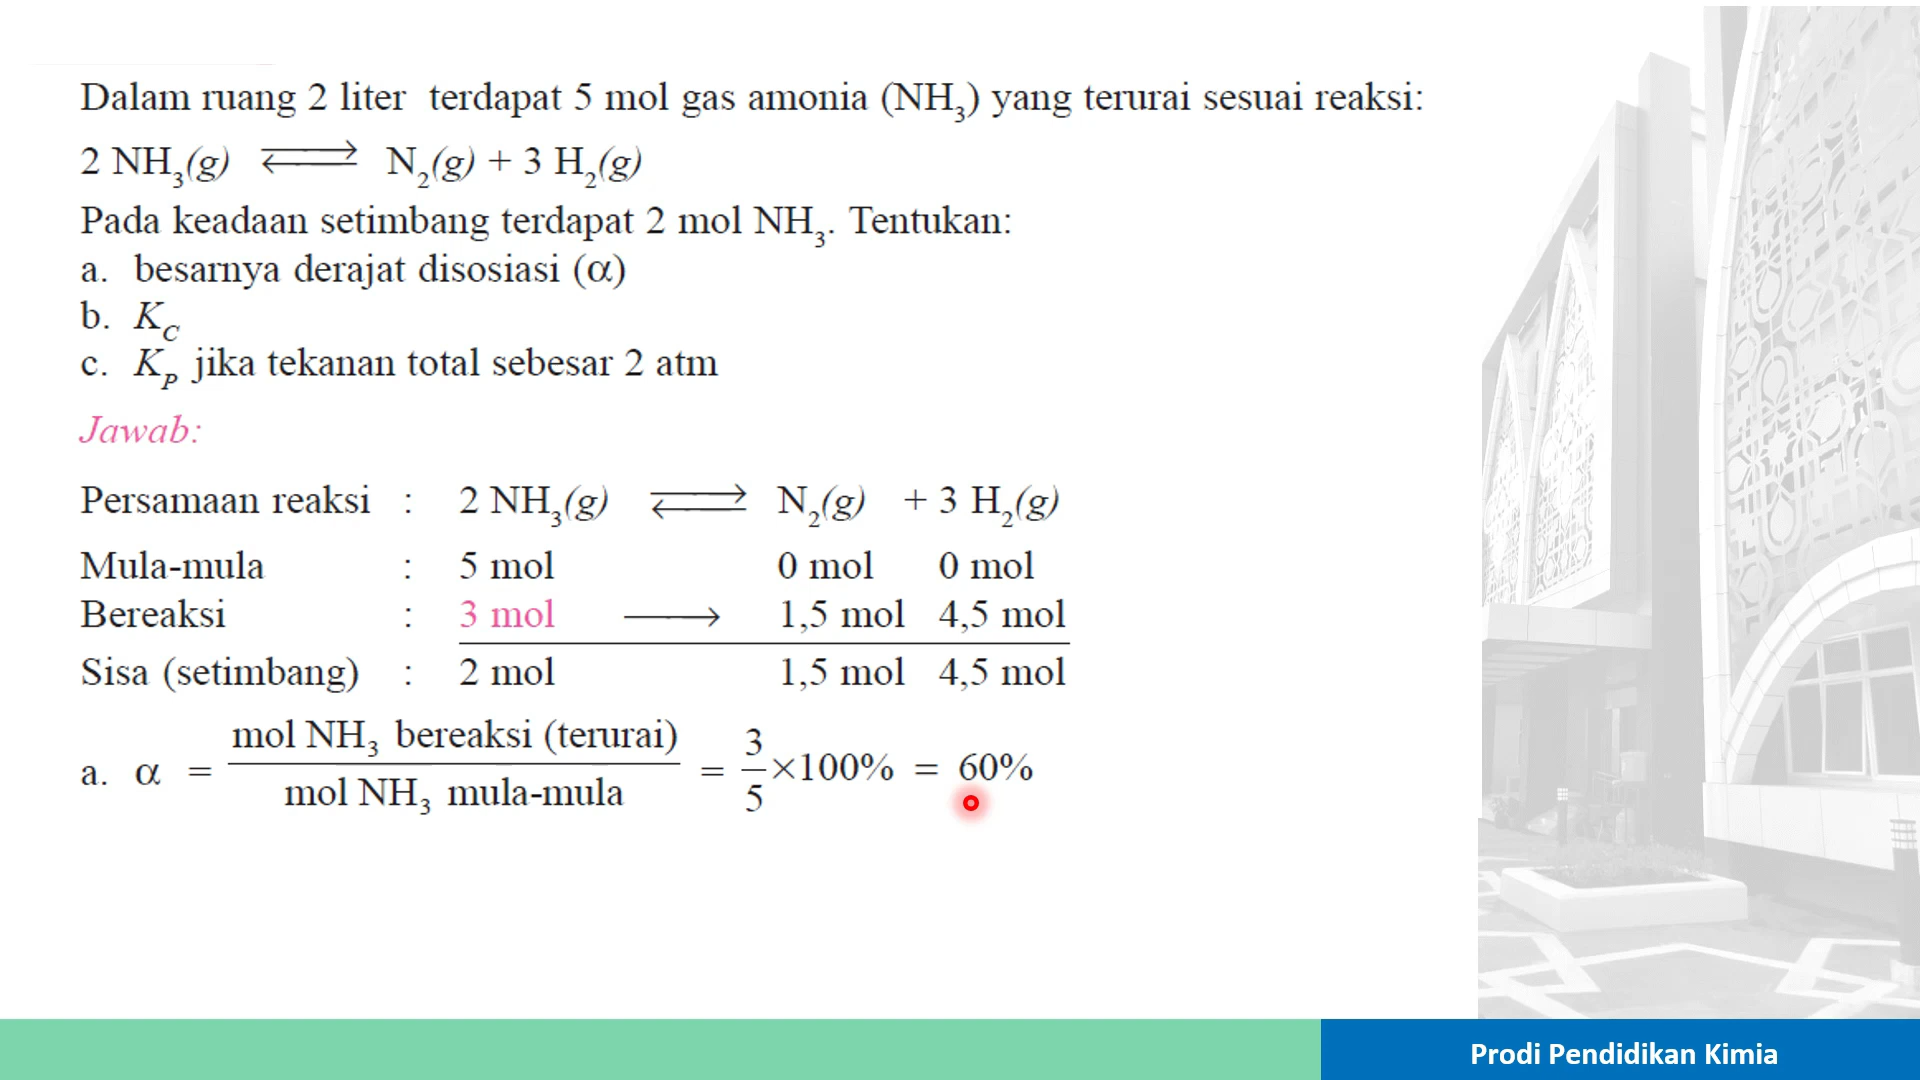 Dalam ruang 2 liter terdapat 5 mol gas amonia (NH₃) yang terurai sesuai reaksi:
2 NH₃(g) ⇌ N₂(g) + 3 H₂(g)
Pada keadaan setimbang terdapat 2 mol NH₃. Tentukan:
a. besarnya derajat disosiasi (α)
b. K_C
c. K_P jika tekanan total sebesar 2 atm
Jawab:
Persamaan reaksi : 2 NH₃(g) ⇌ N₂(g) + 3 H₂(g)
Mula-mula : 5 mol 0 mol 0 mol
Bereaksi : 3 mol ⟶ 1,5 mol 4,5 mol
Sisa (setimbang) : 2 mol 1,5 mol 4,5 mol
a. α = mol NH₃ bereaksi (terurai) / mol NH₃ mula-mula = 3/5 ×100% = 60%
Prodi Pendidikan Kimia